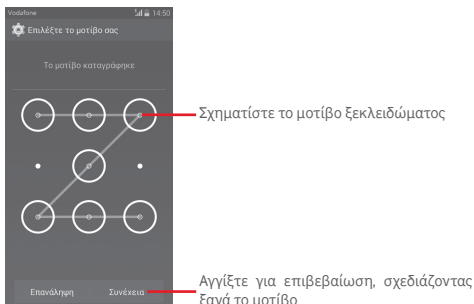 Vodafone 14:50
Επιλέξτε το μοτίβο σας
Το μοτίβο καταγράφηκε
Σχηματίστε το μοτίβο ξεκλειδώματος
Επανάληψη Συνέχεια
Αγγίξτε για επιβεβαίωση, σχεδιάζοντας
ξανά το μοτίβο